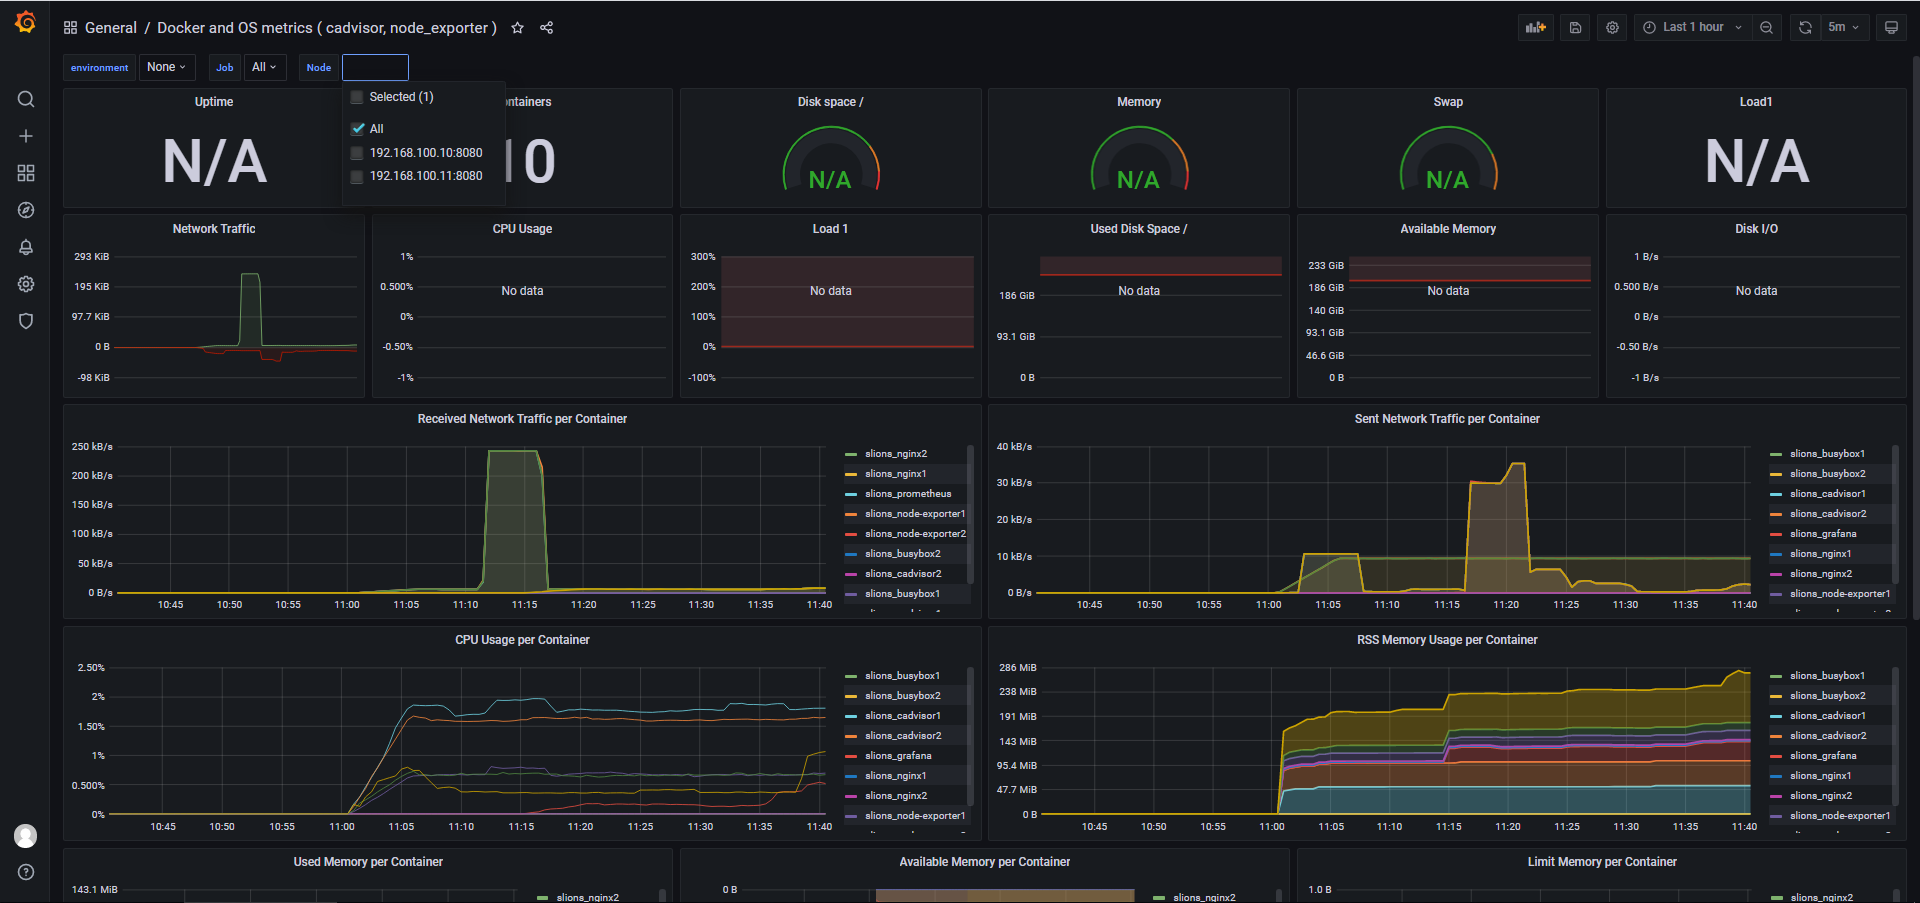 General / Docker and OS metrics ( cadvisor, node_exporter )
Last 1 hour
5m
environment None Job All Node
Selected (1)
All
192.168.100.10:8080
192.168.100.11:8080
Uptime
N/A
ntainers
10
Disk space /
N/A
Memory
N/A
Swap
N/A
Load1
N/A
Network Traffic
293 KiB
195 KiB
97.7 KiB
0 B
-98 KiB
CPU Usage
1%
0.500%
0%
-0.50%
-1%
No data
Load 1
300%
200%
100%
0%
-100%
No data
Used Disk Space /
186 GiB
93.1 GiB
0 B
No data
Available Memory
233 GiB
186 GiB
140 GiB
93.1 GiB
46.6 GiB
0 B
No data
Disk I/O
1 B/s
0.500 B/s
0 B/s
-0.50 B/s
-1 B/s
No data
Received Network Traffic per Container
250 kB/s
200 kB/s
150 kB/s
100 kB/s
50 kB/s
0 B/s
10:45 10:50 10:55 11:00 11:05 11:10 11:15 11:20 11:25 11:30 11:35 11:40
slions_nginx2
slions_nginx1
slions_prometheus
slions_node-exporter1
slions_node-exporter2
slions_busybox2
slions_cadvisor2
slions_busybox1
Sent Network Traffic per Container
40 kB/s
30 kB/s
20 kB/s
10 kB/s
0 B/s
10:45 10:50 10:55 11:00 11:05 11:10 11:15 11:20 11:25 11:30 11:35 11:40
slions_busybox1
slions_busybox2
slions_cadvisor1
slions_cadvisor2
slions_grafana
slions_nginx1
slions_nginx2
slions_node-exporter1
CPU Usage per Container
2.50%
2%
1.50%
1%
0.500%
0%
10:45 10:50 10:55 11:00 11:05 11:10 11:15 11:20 11:25 11:30 11:35 11:40
slions_busybox1
slions_busybox2
slions_cadvisor1
slions_cadvisor2
slions_grafana
slions_nginx1
slions_nginx2
slions_node-exporter1
RSS Memory Usage per Container
286 MiB
238 MiB
191 MiB
143 MiB
95.4 MiB
47.7 MiB
0 B
10:45 10:50 10:55 11:00 11:05 11:10 11:15 11:20 11:25 11:30 11:35 11:40
slions_busybox1
slions_busybox2
slions_cadvisor1
slions_cadvisor2
slions_grafana
slions_nginx1
slions_nginx2
slions_node-exporter1
Used Memory per Container
143.1 MiB
slions_nginx2
Available Memory per Container
0 B
slions_nginx2
Limit Memory per Container
1.0 B
slions_nginx2